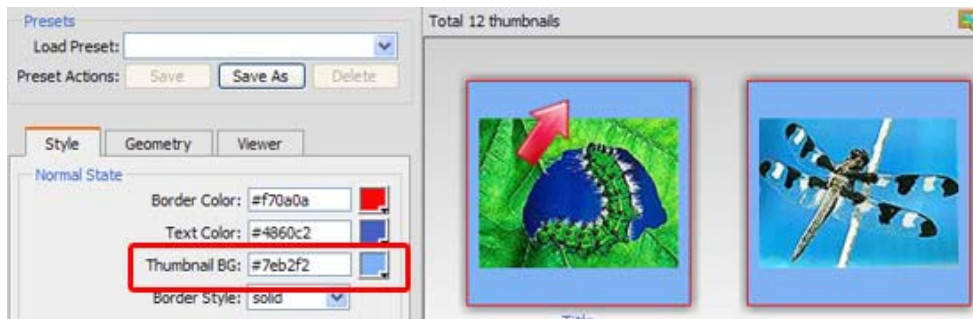 Presets
Load Preset:
Preset Actions: Save Save As Delete
Style Geometry Viewer
Normal State
Border Color: #f70a0a
Text Color: #4860c2
Thumbnail BG: #7eb2f2
Border Style: solid
Total 12 thumbnails
Title